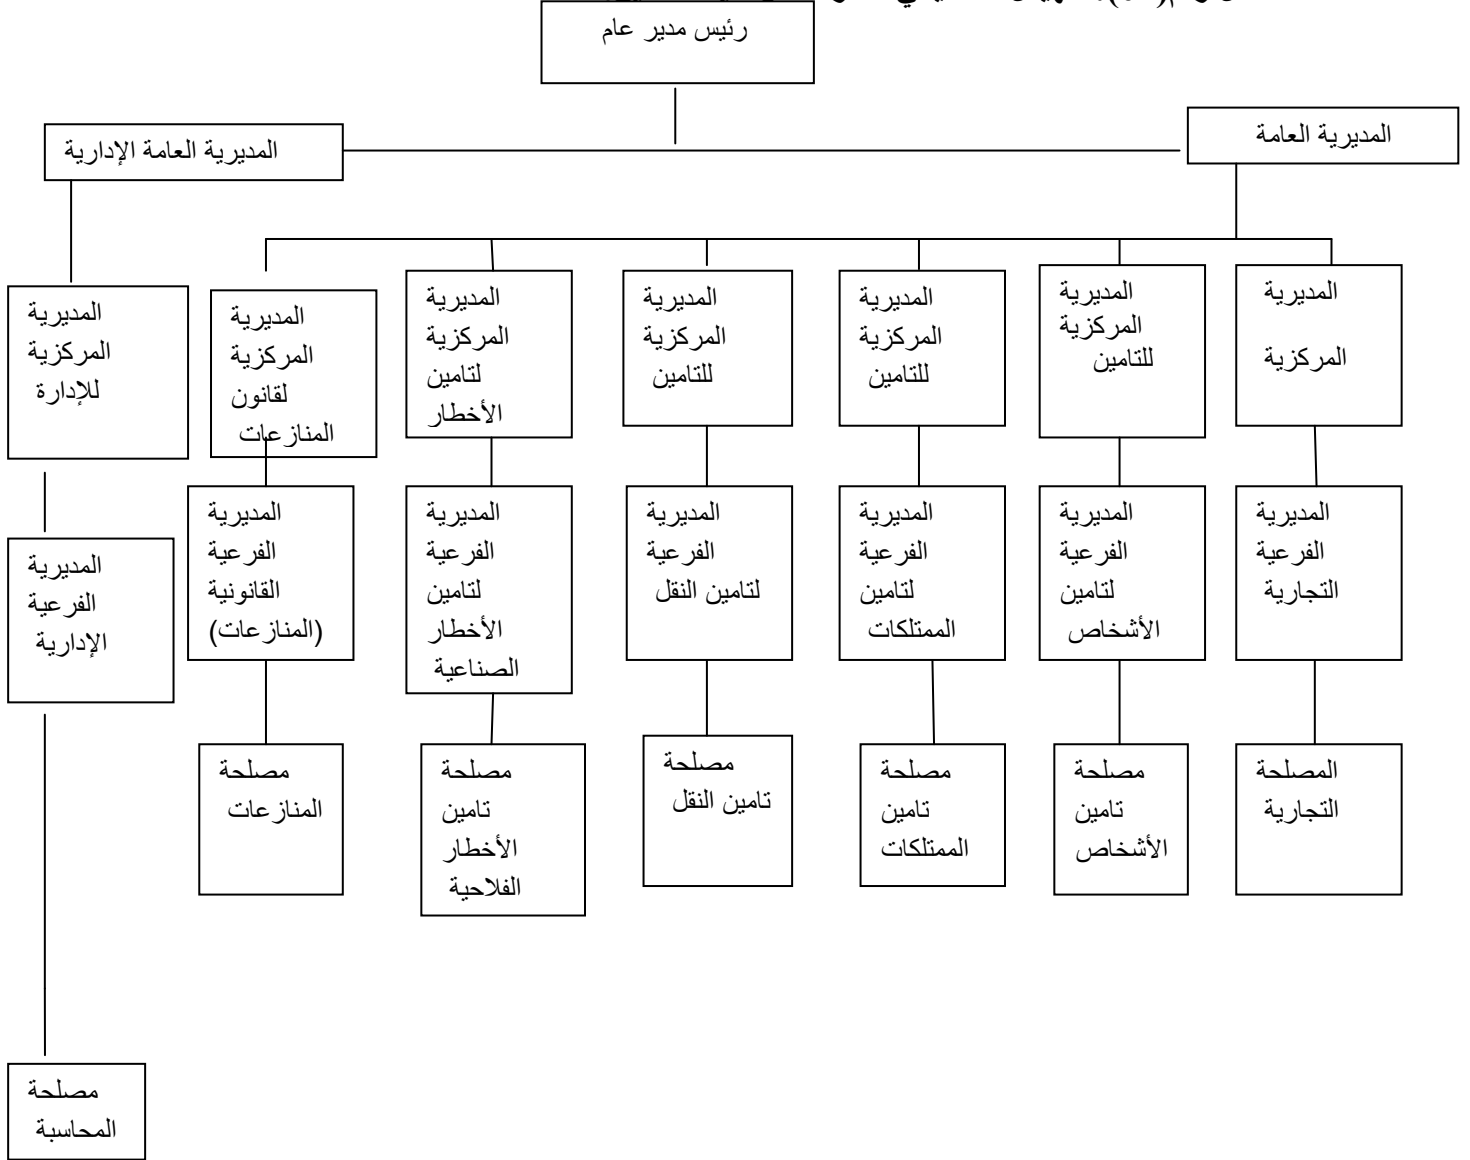 رئيس مدير عام
المديرية العامة
المديرية العامة الإدارية
المديرية
المركزية
المديرية
المركزية
للتامين
المديرية
المركزية
للتامين
المديرية
المركزية
للتامين
المديرية
المركزية
لتامين
الأخطار
المديرية
المركزية
لقانون
المنازعات
المديرية
المركزية
للإدارة
المديرية
الفرعية
التجارية
المديرية
الفرعية
لتامين
الأشخاص
المديرية
الفرعية
لتامين
الممتلكات
المديرية
الفرعية
لتامين النقل
المديرية
الفرعية
لتامين
الأخطار
الصناعية
المديرية
الفرعية
القانونية
(المنازعات)
المديرية
الفرعية
الإدارية
المصلحة
التجارية
مصلحة
تامين
الأشخاص
مصلحة
تامين
الممتلكات
مصلحة
تامين النقل
مصلحة
تامين
الأخطار
الفلاحية
مصلحة
المنازعات
مصلحة
المحاسبة